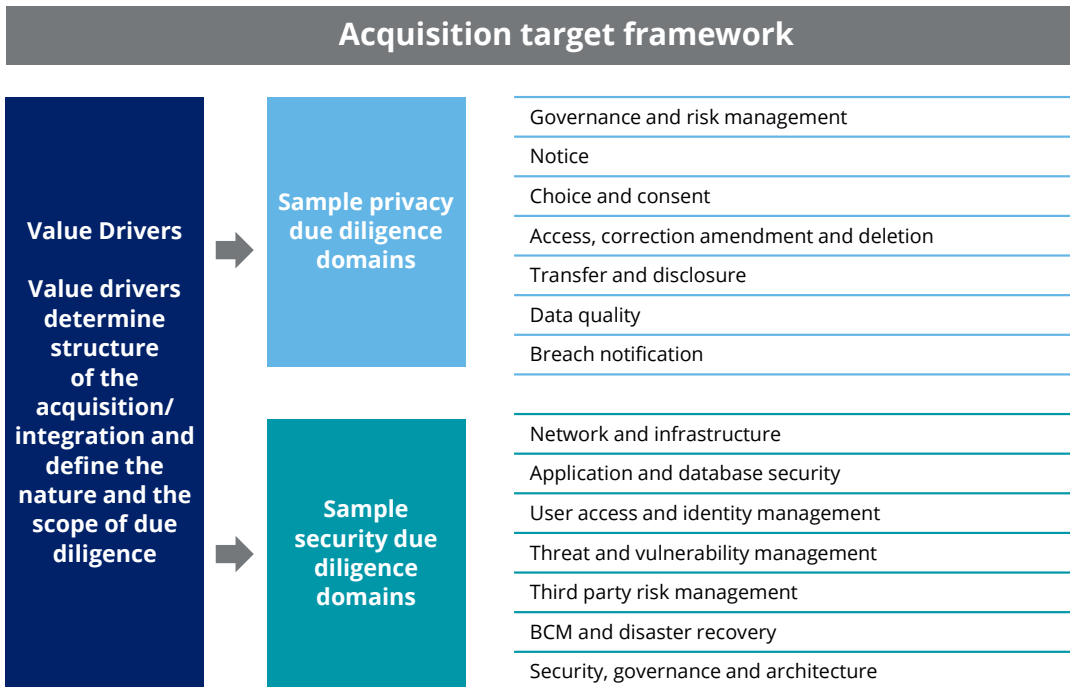 Acquisition target framework
Value Drivers
Value drivers
determine
structure
of the
acquisition/
integration and
define the
nature and the
scope of due
diligence
Sample privacy
due diligence
domains
Governance and risk management
Notice
Choice and consent
Access, correction amendment and deletion
Transfer and disclosure
Data quality
Breach notification
Sample
security due
diligence
domains
Network and infrastructure
Application and database security
User access and identity management
Threat and vulnerability management
Third party risk management
BCM and disaster recovery
Security, governance and architecture